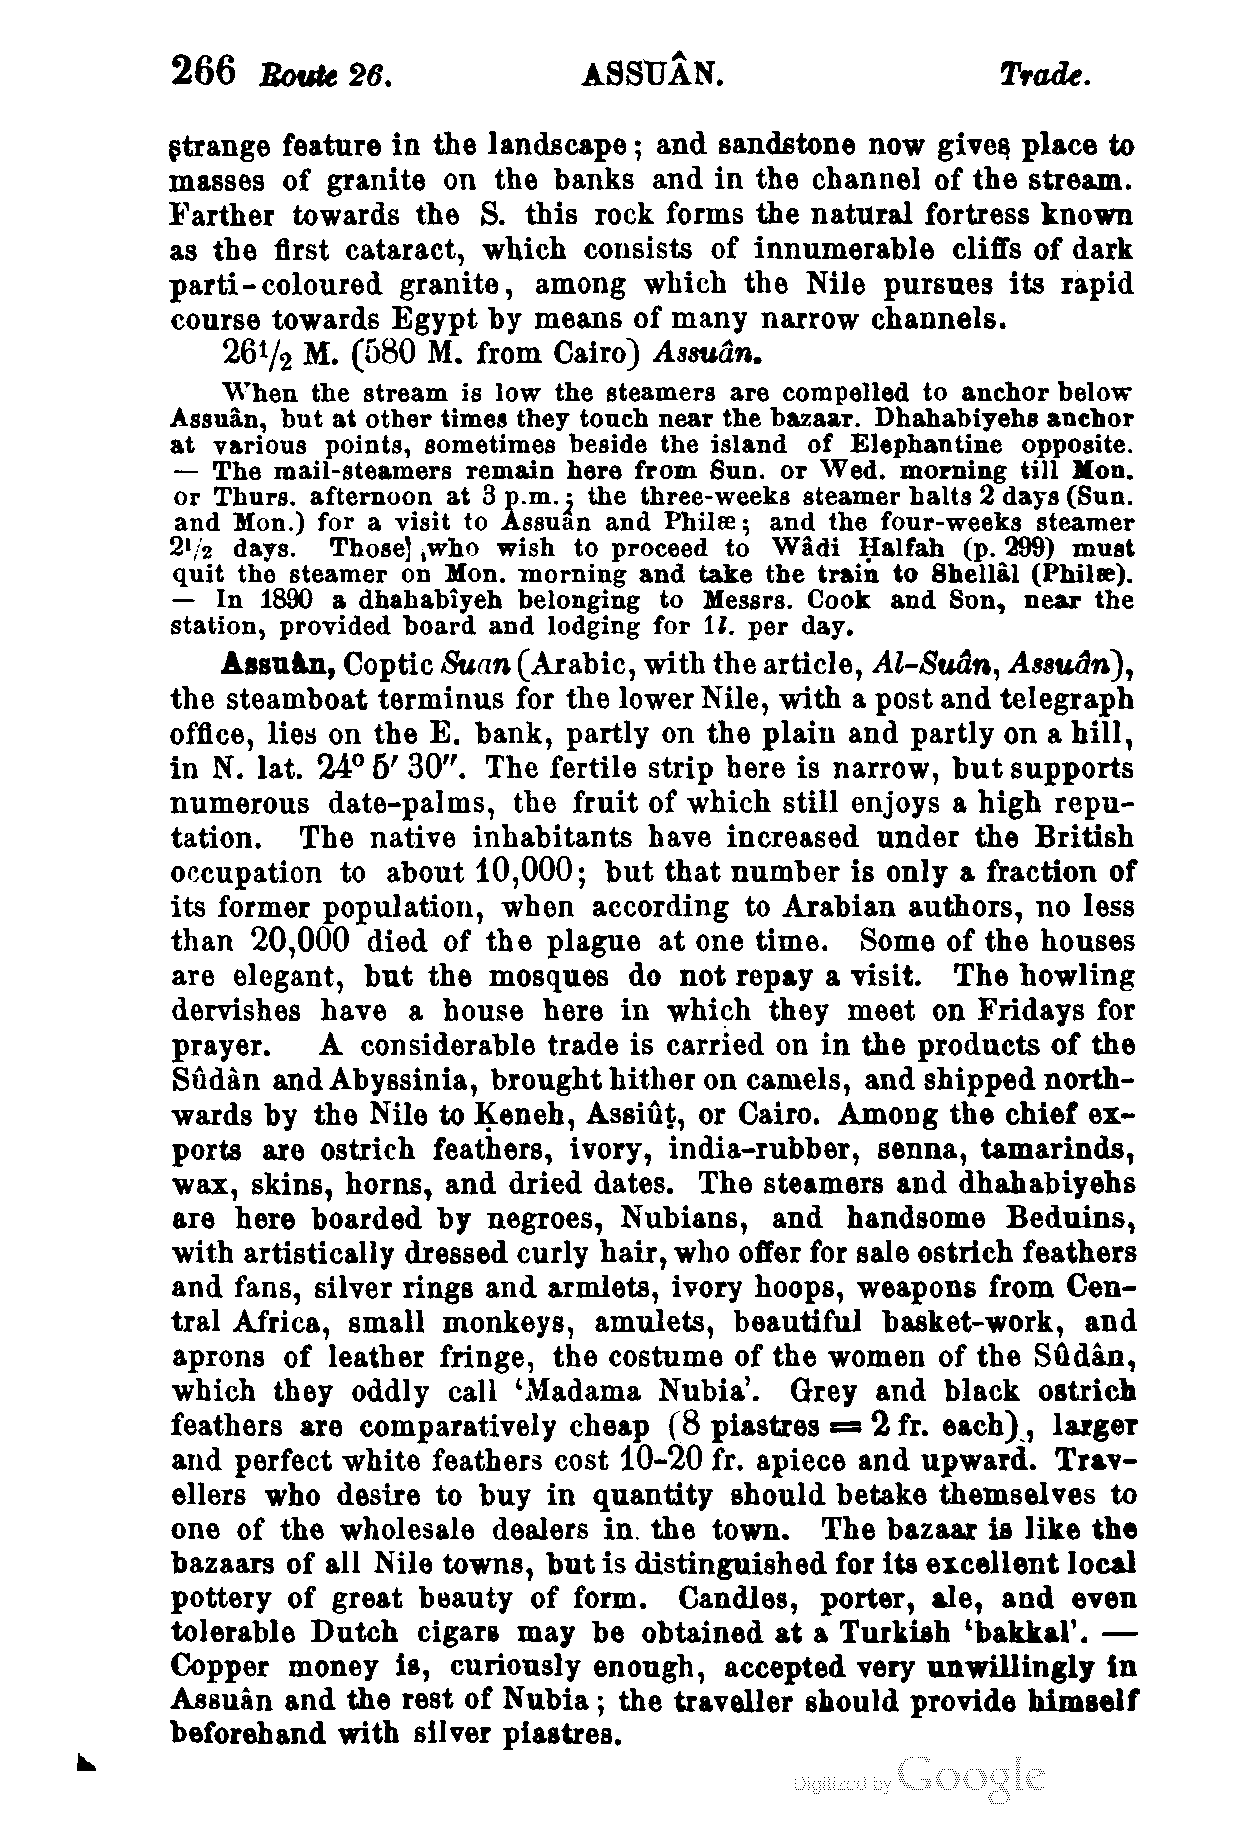 266 Route 26. ASSUÂN. Trade.
strange feature in the landscape; and sandstone now gives place to
masses of granite on the banks and in the channel of the stream.
Farther towards the S. this rock forms the natural fortress known
as the first cataract, which consists of innumerable cliffs of dark
parti-coloured granite, among which the Nile pursues its rapid
course towards Egypt by means of many narrow channels.
26½ M. (580 M. from Cairo) Assuân.
When the stream is low the steamers are compelled to anchor below
Assuân, but at other times they touch near the bazaar. Dhahabiyehs anchor
at various points, sometimes beside the island of Elephantine opposite.
— The mail-steamers remain here from Sun. or Wed. morning till Mon.
or Thurs. afternoon at 3 p.m.; the three-weeks steamer halts 2 days (Sun.
and Mon.) for a visit to Assuân and Philæ; and the four-weeks steamer
2½ days. Those who wish to proceed to Wâdi Ḥalfah (p. 299) must
quit the steamer on Mon. morning and take the train to Shellâl (Philæ).
— In 1890 a dhahabîyeh belonging to Messrs. Cook and Son, near the
station, provided board and lodging for 1l. per day.
Assuân, Coptic Suan (Arabic, with the article, Al-Suân, Assuân),
the steamboat terminus for the lower Nile, with a post and telegraph
office, lies on the E. bank, partly on the plain and partly on a hill,
in N. lat. 24° 5′ 30″. The fertile strip here is narrow, but supports
numerous date-palms, the fruit of which still enjoys a high repu-
tation. The native inhabitants have increased under the British
occupation to about 10,000; but that number is only a fraction of
its former population, when according to Arabian authors, no less
than 20,000 died of the plague at one time. Some of the houses
are elegant, but the mosques do not repay a visit. The howling
dervishes have a house here in which they meet on Fridays for
prayer. A considerable trade is carried on in the products of the
Sûdân and Abyssinia, brought hither on camels, and shipped north-
wards by the Nile to Ḳeneh, Assiûṭ, or Cairo. Among the chief ex-
ports are ostrich feathers, ivory, india-rubber, senna, tamarinds,
wax, skins, horns, and dried dates. The steamers and dhahabiyehs
are here boarded by negroes, Nubians, and handsome Beduins,
with artistically dressed curly hair, who offer for sale ostrich feathers
and fans, silver rings and armlets, ivory hoops, weapons from Cen-
tral Africa, small monkeys, amulets, beautiful basket-work, and
aprons of leather fringe, the costume of the women of the Sûdân,
which they oddly call ‘Madama Nubia’. Grey and black ostrich
feathers are comparatively cheap (8 piastres = 2 fr. each), larger
and perfect white feathers cost 10-20 fr. apiece and upward. Trav-
ellers who desire to buy in quantity should betake themselves to
one of the wholesale dealers in the town. The bazaar is like the
bazaars of all Nile towns, but is distinguished for its excellent local
pottery of great beauty of form. Candles, porter, ale, and even
tolerable Dutch cigars may be obtained at a Turkish ‘bakkal’. —
Copper money is, curiously enough, accepted very unwillingly in
Assuân and the rest of Nubia; the traveller should provide himself
beforehand with silver piastres.
Digitized by Google